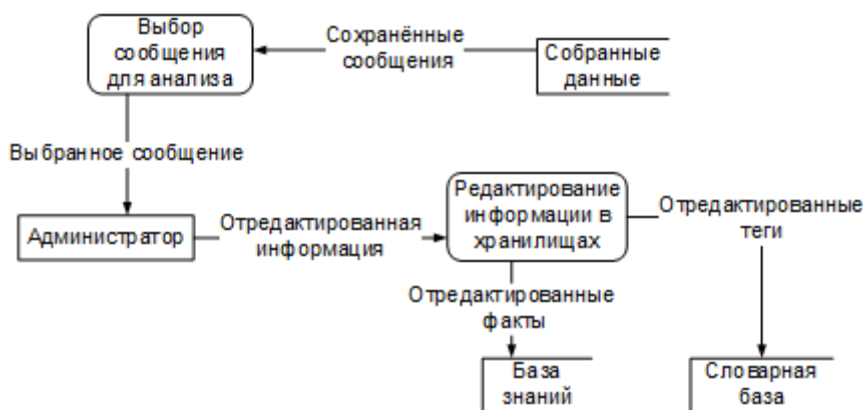 Выбор
сообщения
для анализа
Сохранённые
сообщения
Собранные
данные
Выбранное сообщение
Администратор
Отредактированная
информация
Редактирование
информации в
хранилищах
Отредактированные
теги
Отредактированные
факты
База
знаний
Словарная
база